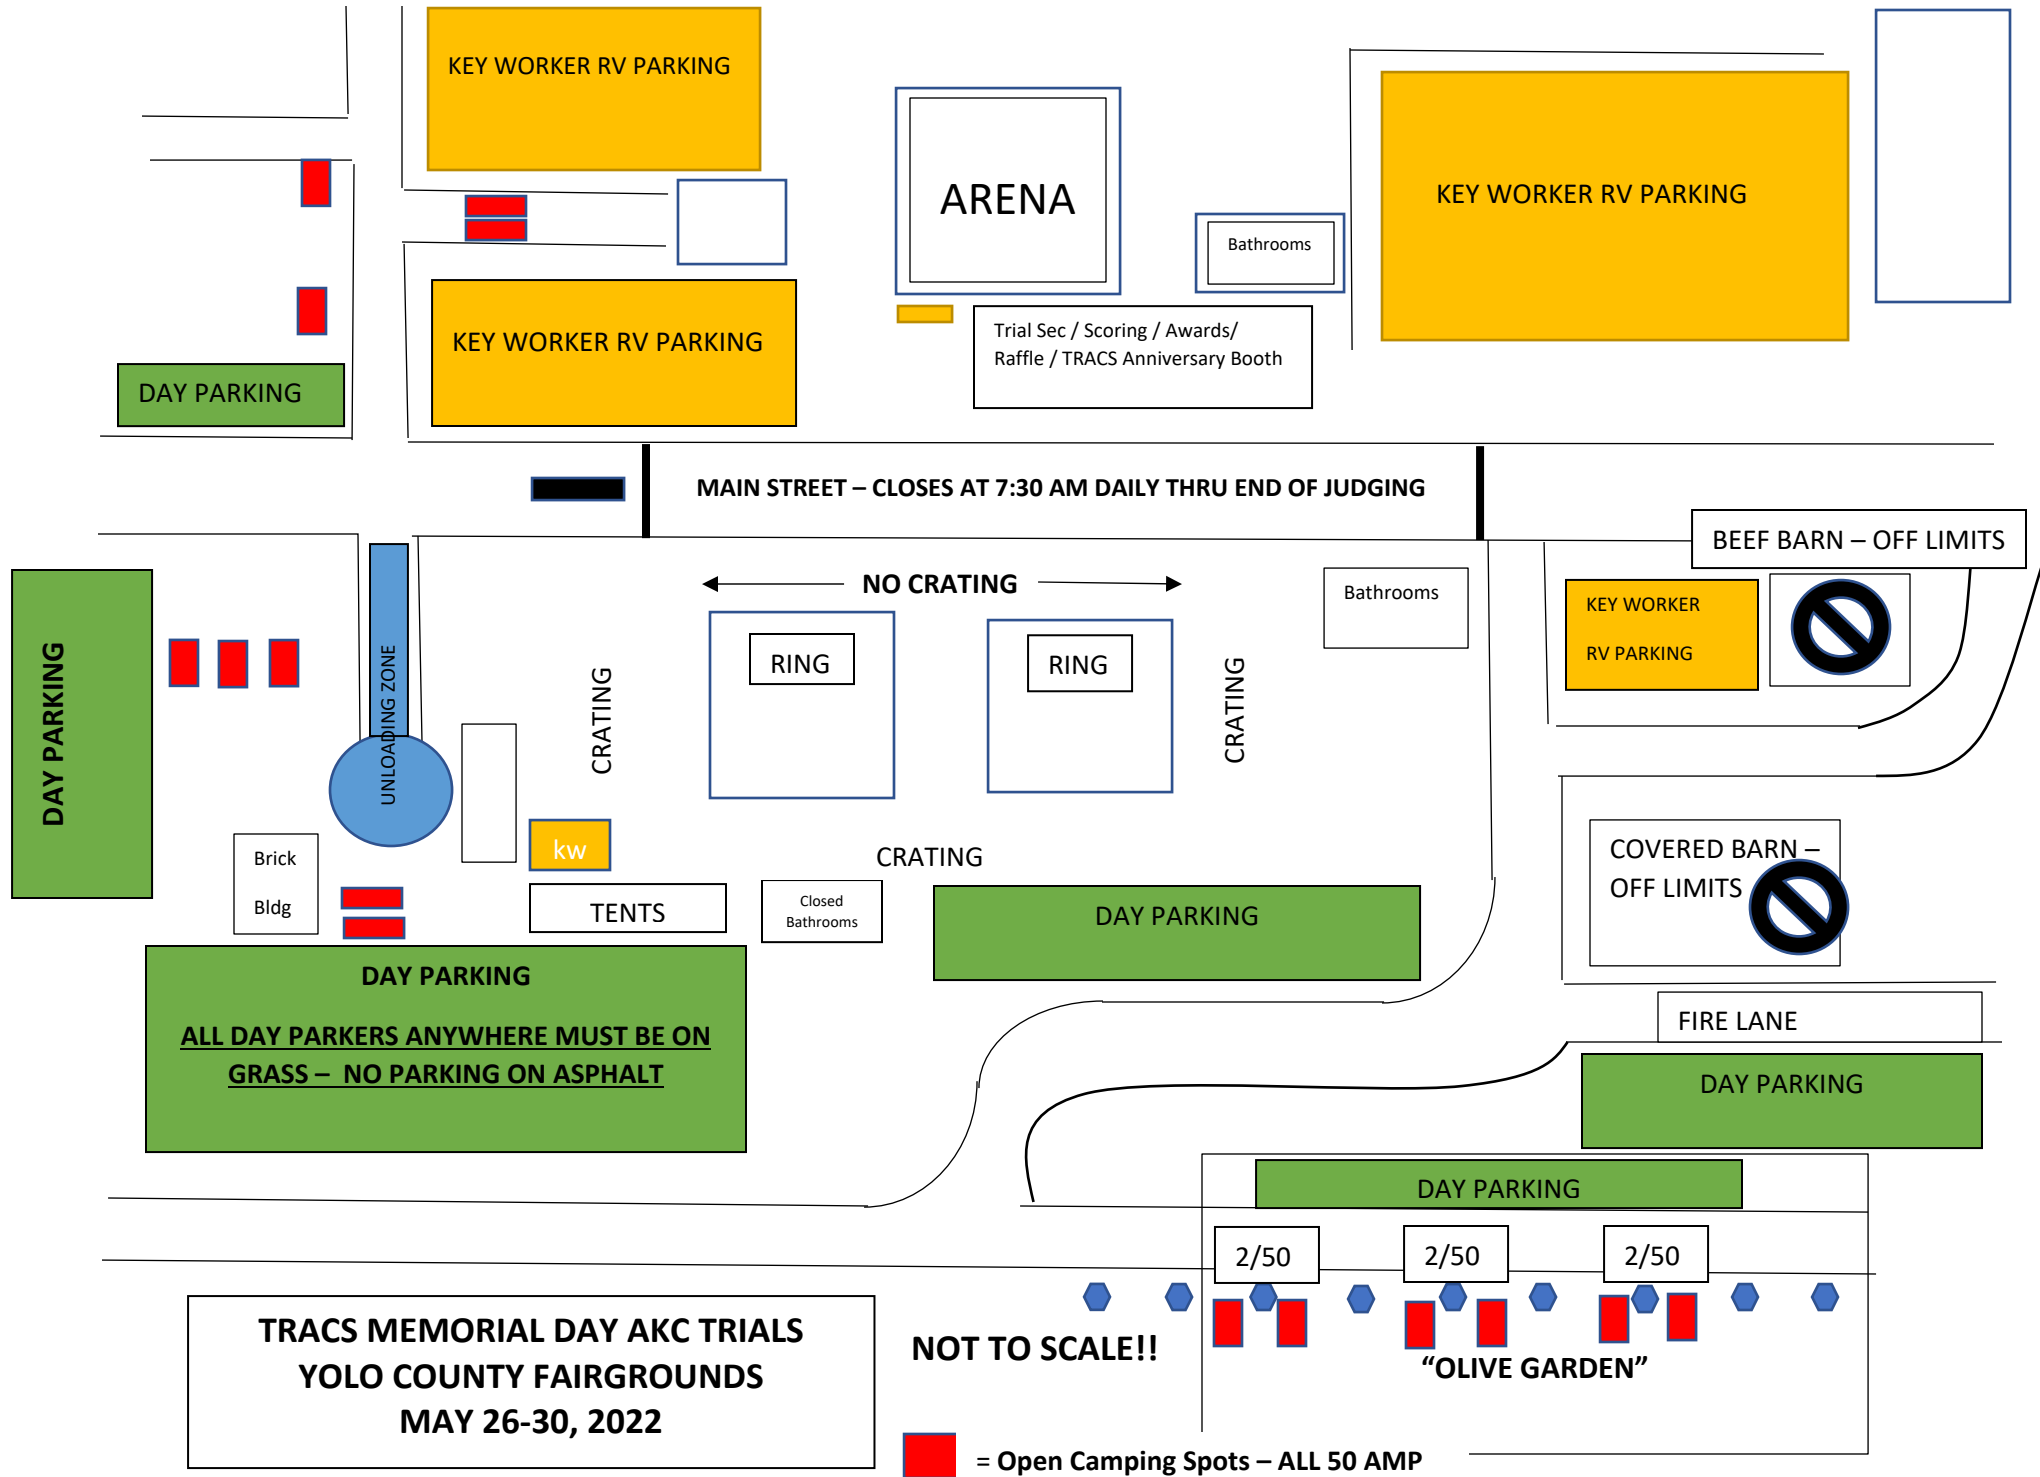 KEY WORKER RV PARKING
ARENA
KEY WORKER RV PARKING
Bathrooms
Trial Sec / Scoring / Awards/
Raffle / TRACS Anniversary Booth
KEY WORKER RV PARKING
DAY PARKING
MAIN STREET – CLOSES AT 7:30 AM DAILY THRU END OF JUDGING
BEEF BARN – OFF LIMITS
NO CRATING
Bathrooms
KEY WORKER
RV PARKING
DAY PARKING
UNLOADING ZONE
CRATING
RING
RING
CRATING
Brick
Bldg
kw
CRATING
COVERED BARN –
OFF LIMITS
TENTS
Closed
Bathrooms
DAY PARKING
DAY PARKING
ALL DAY PARKERS ANYWHERE MUST BE ON
GRASS – NO PARKING ON ASPHALT
FIRE LANE
DAY PARKING
DAY PARKING
2/50
2/50
2/50
TRACS MEMORIAL DAY AKC TRIALS
YOLO COUNTY FAIRGROUNDS
MAY 26-30, 2022
NOT TO SCALE!!
“OLIVE GARDEN”
= Open Camping Spots – ALL 50 AMP